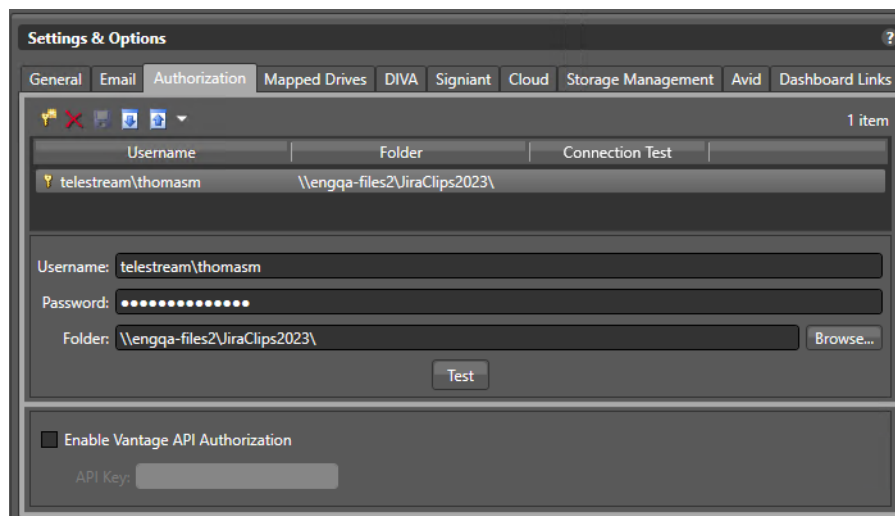 Settings & Options
?
General Email Authorization Mapped Drives DIVA Signiant Cloud Storage Management Avid Dashboard Links
1 item
Username Folder Connection Test
telestream\thomasm \\engqa-files2\JiraClips2023\
Username: telestream\thomasm
Password: ●●●●●●●●●●●●●●
Folder: \\engqa-files2\JiraClips2023\ Browse...
Test
Enable Vantage API Authorization
API Key: